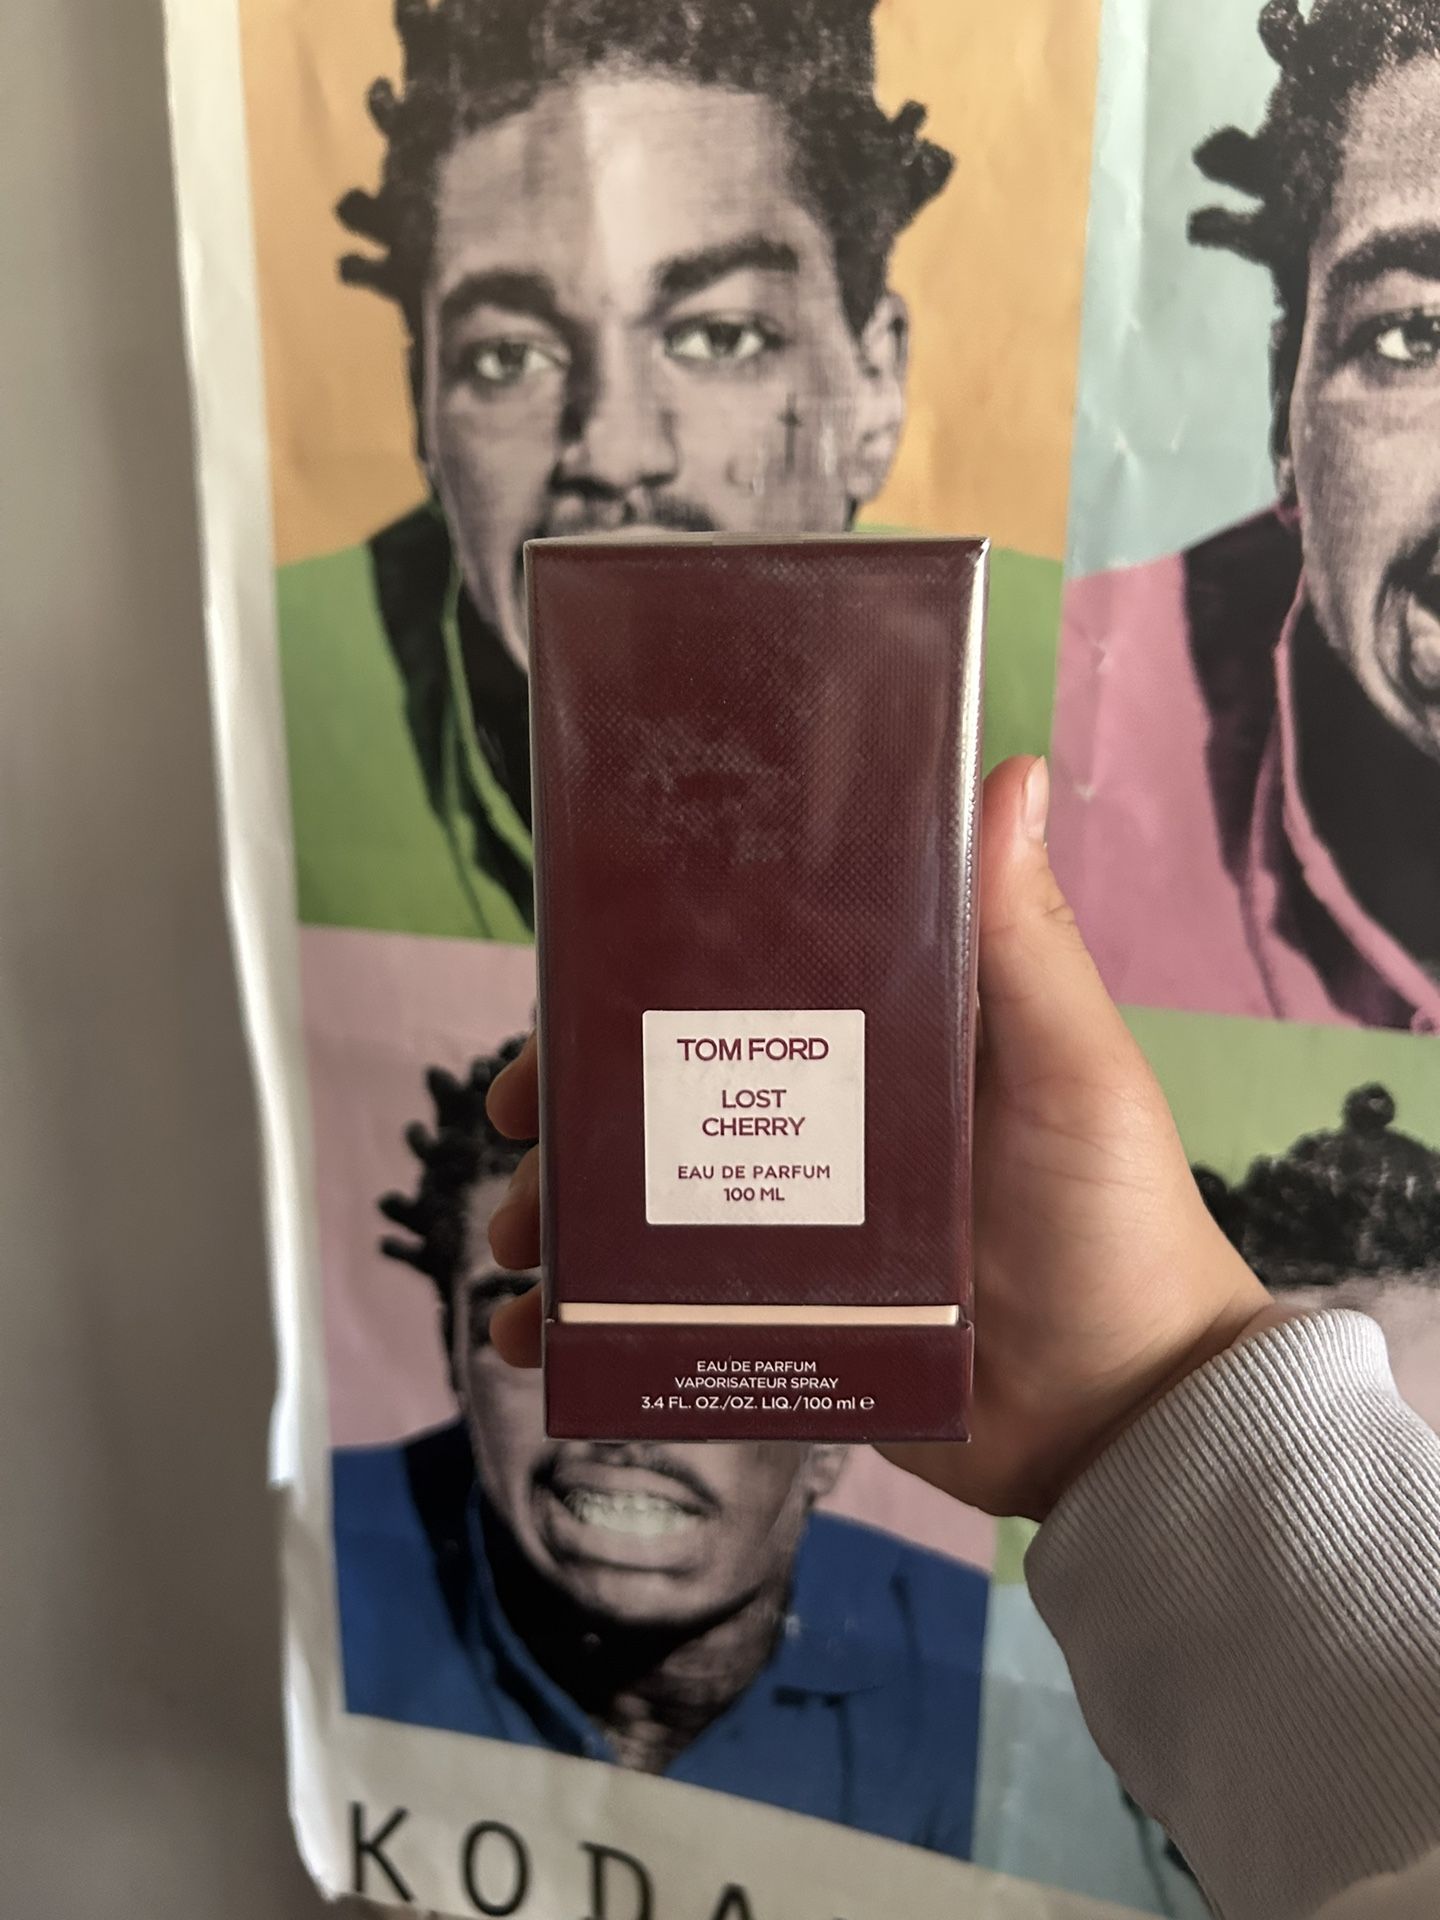 TOM FORD
LOST
CHERRY
EAU DE PARFUM
100 ML
EAU DE PARFUM
VAPORISATEUR SPRAY
3.4 FL. OZ./OZ. LIQ./100 ml ℮
KODA